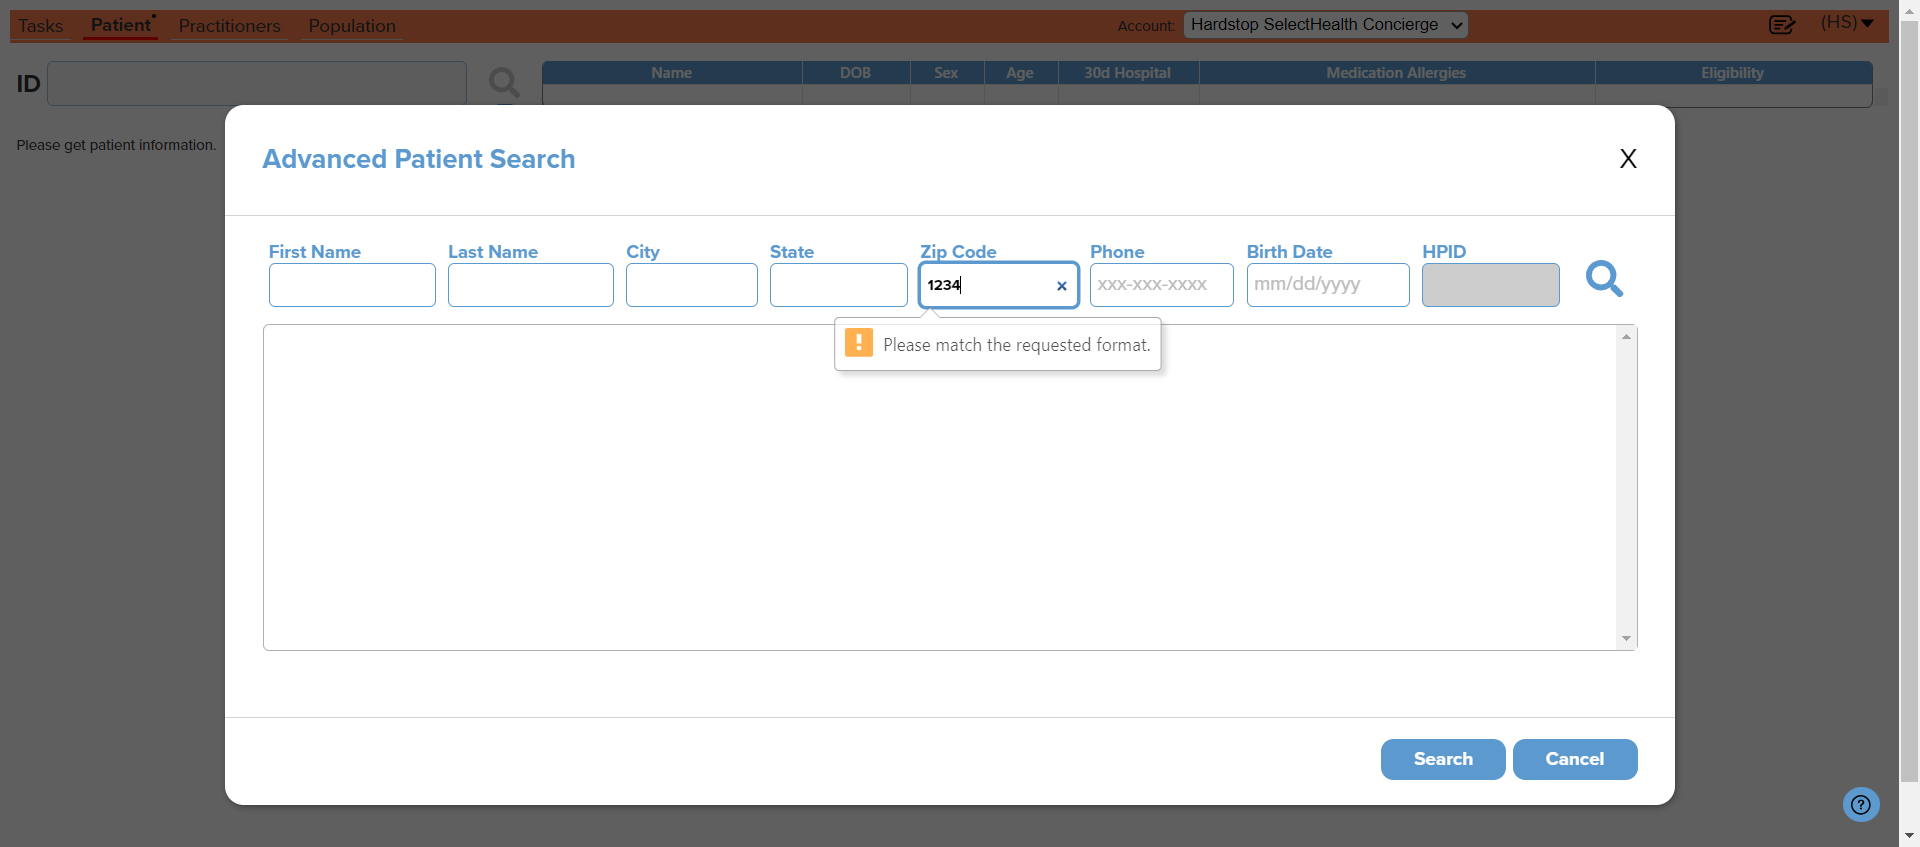 Tasks Patient Practitioners Population Account: Hardstop SelectHealth Concierge (HS)
ID
Name DOB Sex Age 30d Hospital Medication Allergies Eligibility
Please get patient information.
Advanced Patient Search X
First Name Last Name City State Zip Code Phone Birth Date HPID
1234 × xxx-xxx-xxxx mm/dd/yyyy
! Please match the requested format.
Search Cancel
?